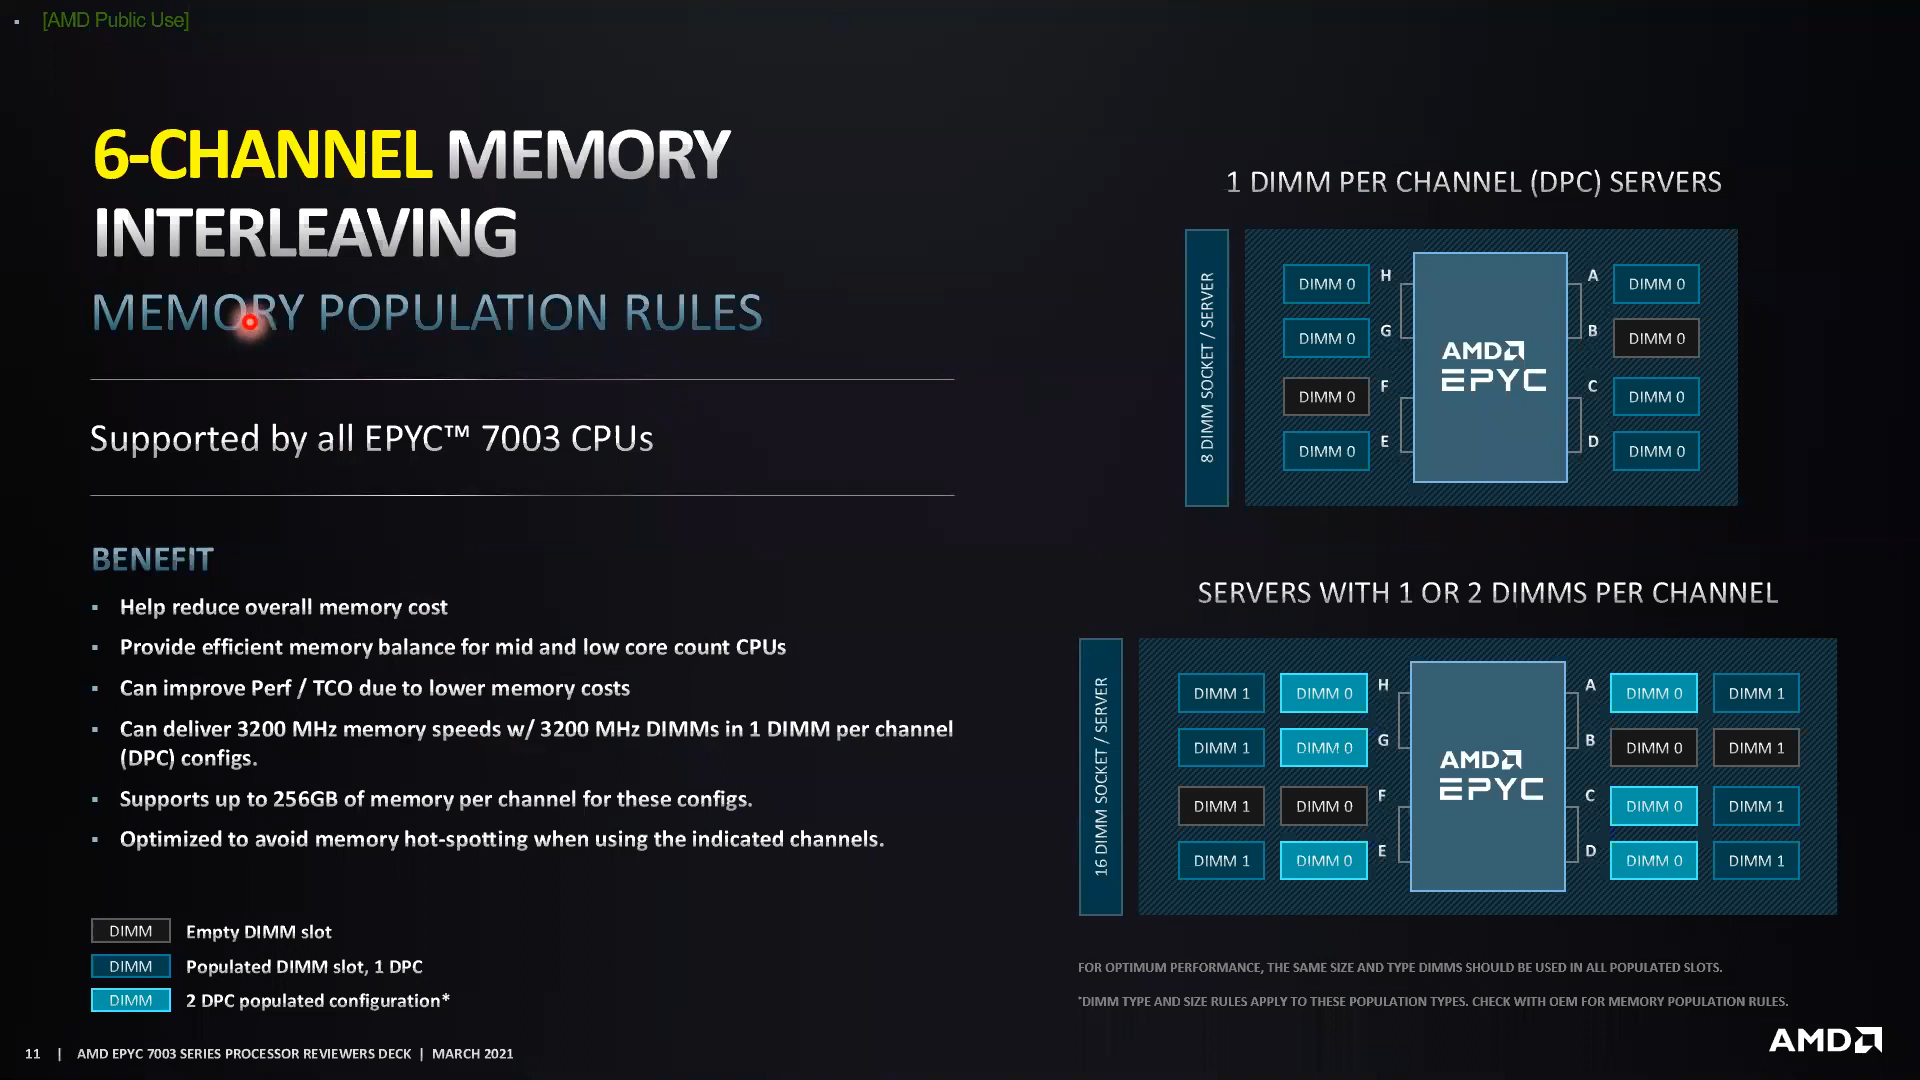 [AMD Public Use]
6-CHANNEL MEMORY
INTERLEAVING
MEMORY POPULATION RULES
Supported by all EPYC™ 7003 CPUs
BENEFIT
▪ Help reduce overall memory cost
▪ Provide efficient memory balance for mid and low core count CPUs
▪ Can improve Perf / TCO due to lower memory costs
▪ Can deliver 3200 MHz memory speeds w/ 3200 MHz DIMMs in 1 DIMM per channel
(DPC) configs.
▪ Supports up to 256GB of memory per channel for these configs.
▪ Optimized to avoid memory hot-spotting when using the indicated channels.
DIMM Empty DIMM slot
DIMM Populated DIMM slot, 1 DPC
DIMM 2 DPC populated configuration*
1 DIMM PER CHANNEL (DPC) SERVERS
8 DIMM SOCKET / SERVER
DIMM 0 H A DIMM 0
DIMM 0 G B DIMM 0
AMD
EPYC
DIMM 0 F C DIMM 0
DIMM 0 E D DIMM 0
SERVERS WITH 1 OR 2 DIMMS PER CHANNEL
16 DIMM SOCKET / SERVER
DIMM 1 DIMM 0 H A DIMM 0 DIMM 1
DIMM 1 DIMM 0 G B DIMM 0 DIMM 1
AMD
EPYC
DIMM 1 DIMM 0 F C DIMM 0 DIMM 1
DIMM 1 DIMM 0 E D DIMM 0 DIMM 1
FOR OPTIMUM PERFORMANCE, THE SAME SIZE AND TYPE DIMMS SHOULD BE USED IN ALL POPULATED SLOTS.
*DIMM TYPE AND SIZE RULES APPLY TO THESE POPULATION TYPES. CHECK WITH OEM FOR MEMORY POPULATION RULES.
11 | AMD EPYC 7003 SERIES PROCESSOR REVIEWERS DECK | MARCH 2021
AMD